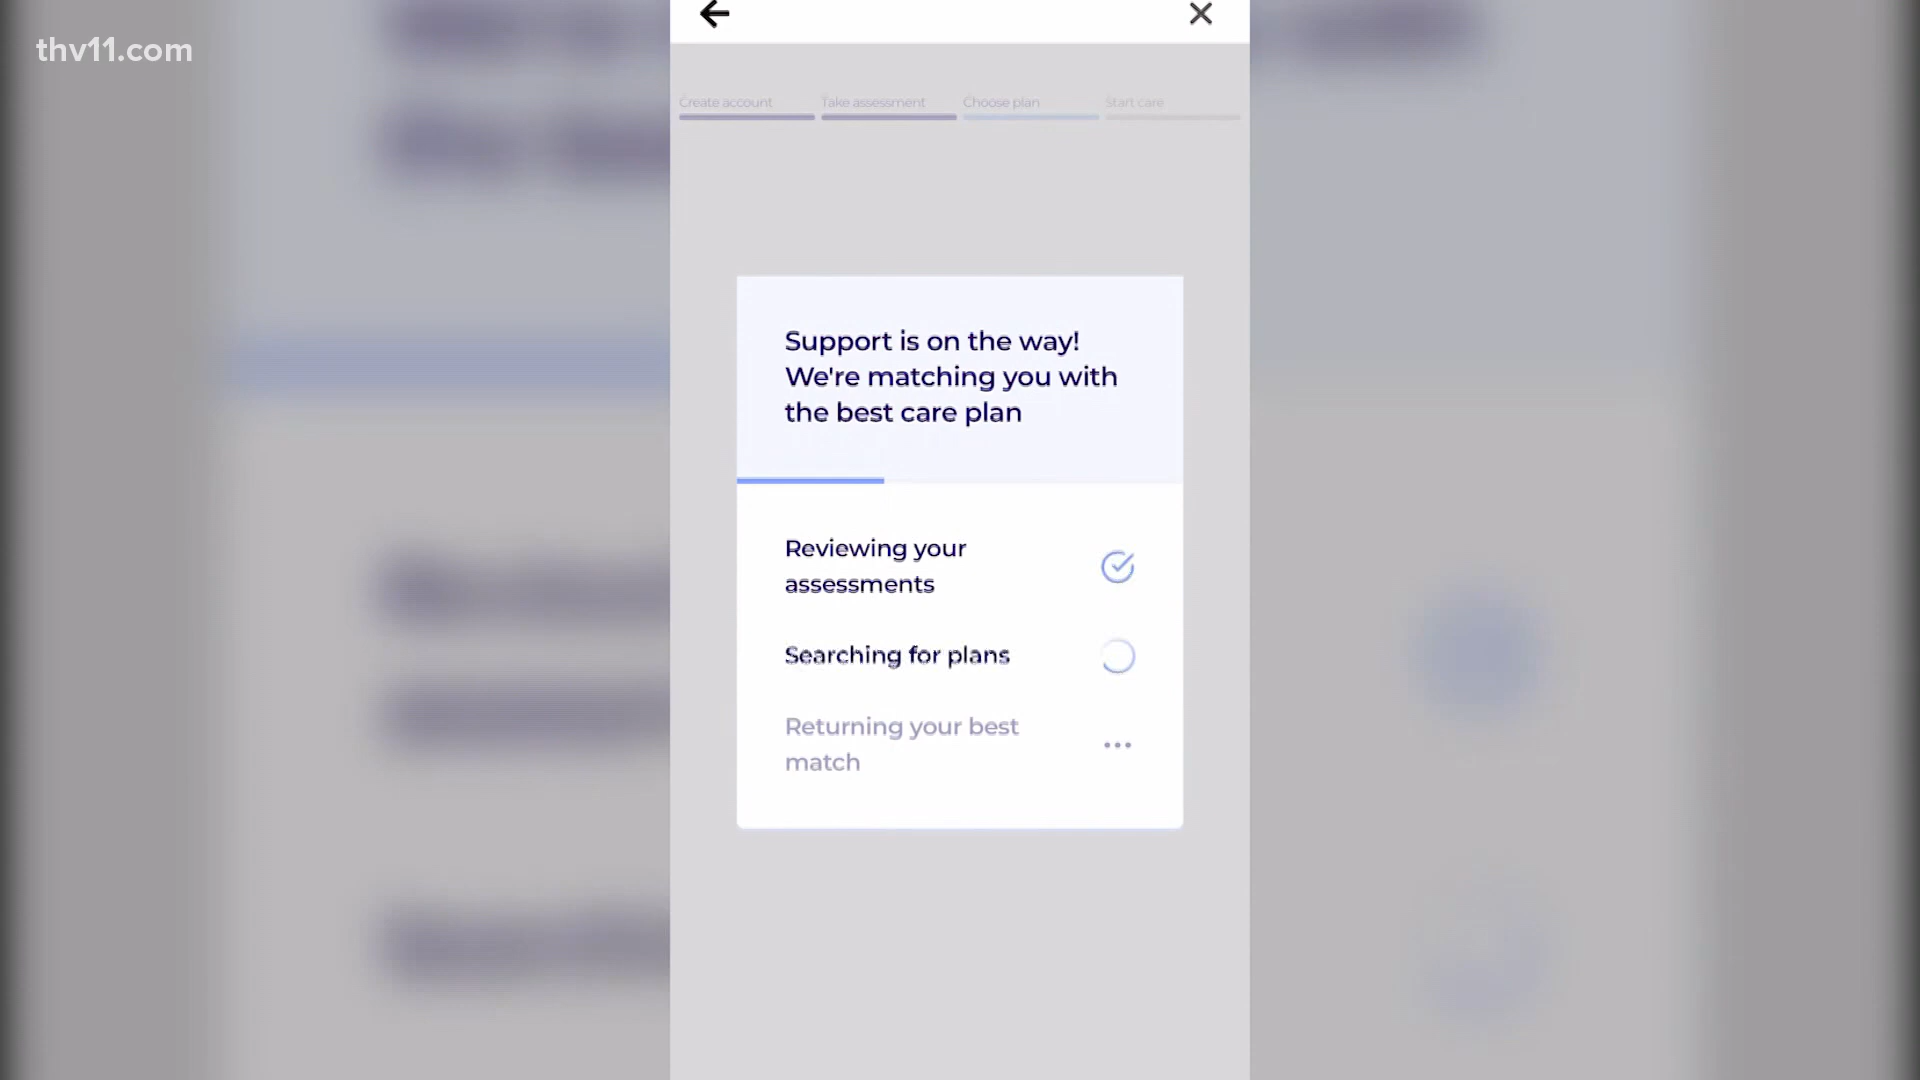 thv11.com
Create account Take assessment Choose plan Start care
Support is on the way!
We're matching you with
the best care plan
Reviewing your
assessments
Searching for plans
Returning your best
match